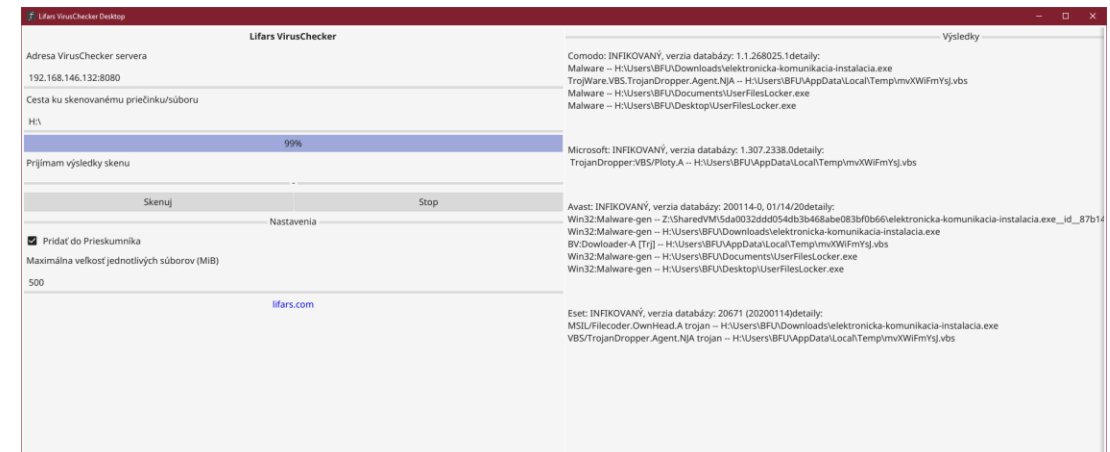 Lifars VirusChecker Desktop
Lifars VirusChecker
Adresa VirusChecker servera
192.168.146.132:8080
Cesta ku skenovanému priečinku/súboru
H:\
99%
Prijímam výsledky skenu
-
Skenuj
Stop
Nastavenia
Pridať do Prieskumníka
Maximálna veľkosť jednotlivých súborov (MiB)
500
lifars.com
Výsledky
Comodo: INFIKOVANÝ, verzia databázy: 1.1.268025.1detaily:
Malware -- H:\Users\BFU\Downloads\elektronicka-komunikacia-instalacia.exe
TrojWare.VBS.TrojanDropper.Agent.NJA -- H:\Users\BFU\AppData\Local\Temp\mvXWiFmYsJ.vbs
Malware -- H:\Users\BFU\Documents\UserFilesLocker.exe
Malware -- H:\Users\BFU\Desktop\UserFilesLocker.exe
Microsoft: INFIKOVANÝ, verzia databázy: 1.307.2338.0detaily:
TrojanDropper:VBS/Ploty.A -- H:\Users\BFU\AppData\Local\Temp\mvXWiFmYsJ.vbs
Avast: INFIKOVANÝ, verzia databázy: 200114-0, 01/14/20detaily:
Win32:Malware-gen -- Z:\SharedVM\5da0032ddd054db3b468abe083bf0b66\elektronicka-komunikacia-instalacia.exe__id__87b14
Win32:Malware-gen -- H:\Users\BFU\Downloads\elektronicka-komunikacia-instalacia.exe
BV:Dowloader-A [Trj] -- H:\Users\BFU\AppData\Local\Temp\mvXWiFmYsJ.vbs
Win32:Malware-gen -- H:\Users\BFU\Documents\UserFilesLocker.exe
Win32:Malware-gen -- H:\Users\BFU\Desktop\UserFilesLocker.exe
Eset: INFIKOVANÝ, verzia databázy: 20671 (20200114)detaily:
MSIL/Filecoder.OwnHead.A trojan -- H:\Users\BFU\Downloads\elektronicka-komunikacia-instalacia.exe
VBS/TrojanDropper.Agent.NJA trojan -- H:\Users\BFU\AppData\Local\Temp\mvXWiFmYsJ.vbs